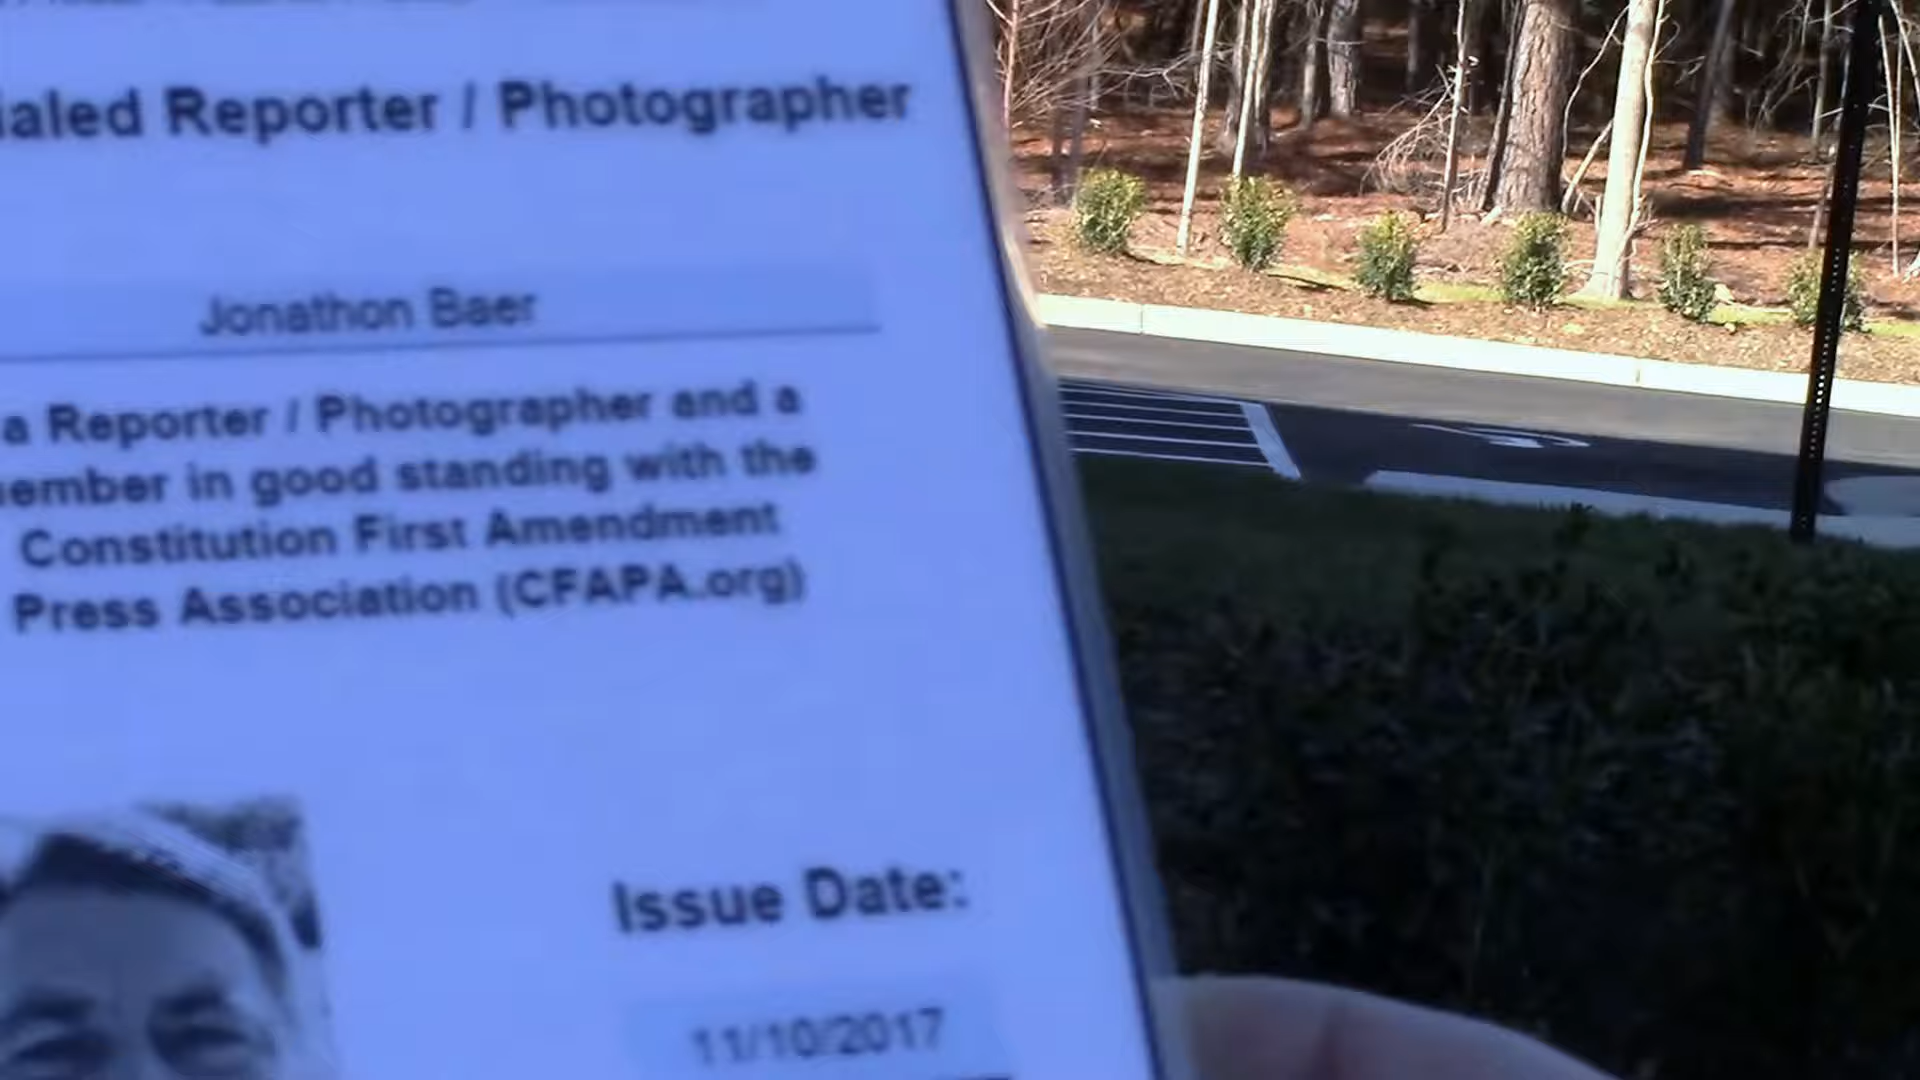 ialed Reporter / Photographer
Jonathon Baer
a Reporter / Photographer and a
ember in good standing with the
Constitution First Amendment
Press Association (CFAPA.org)
Issue Date:
11/10/2017